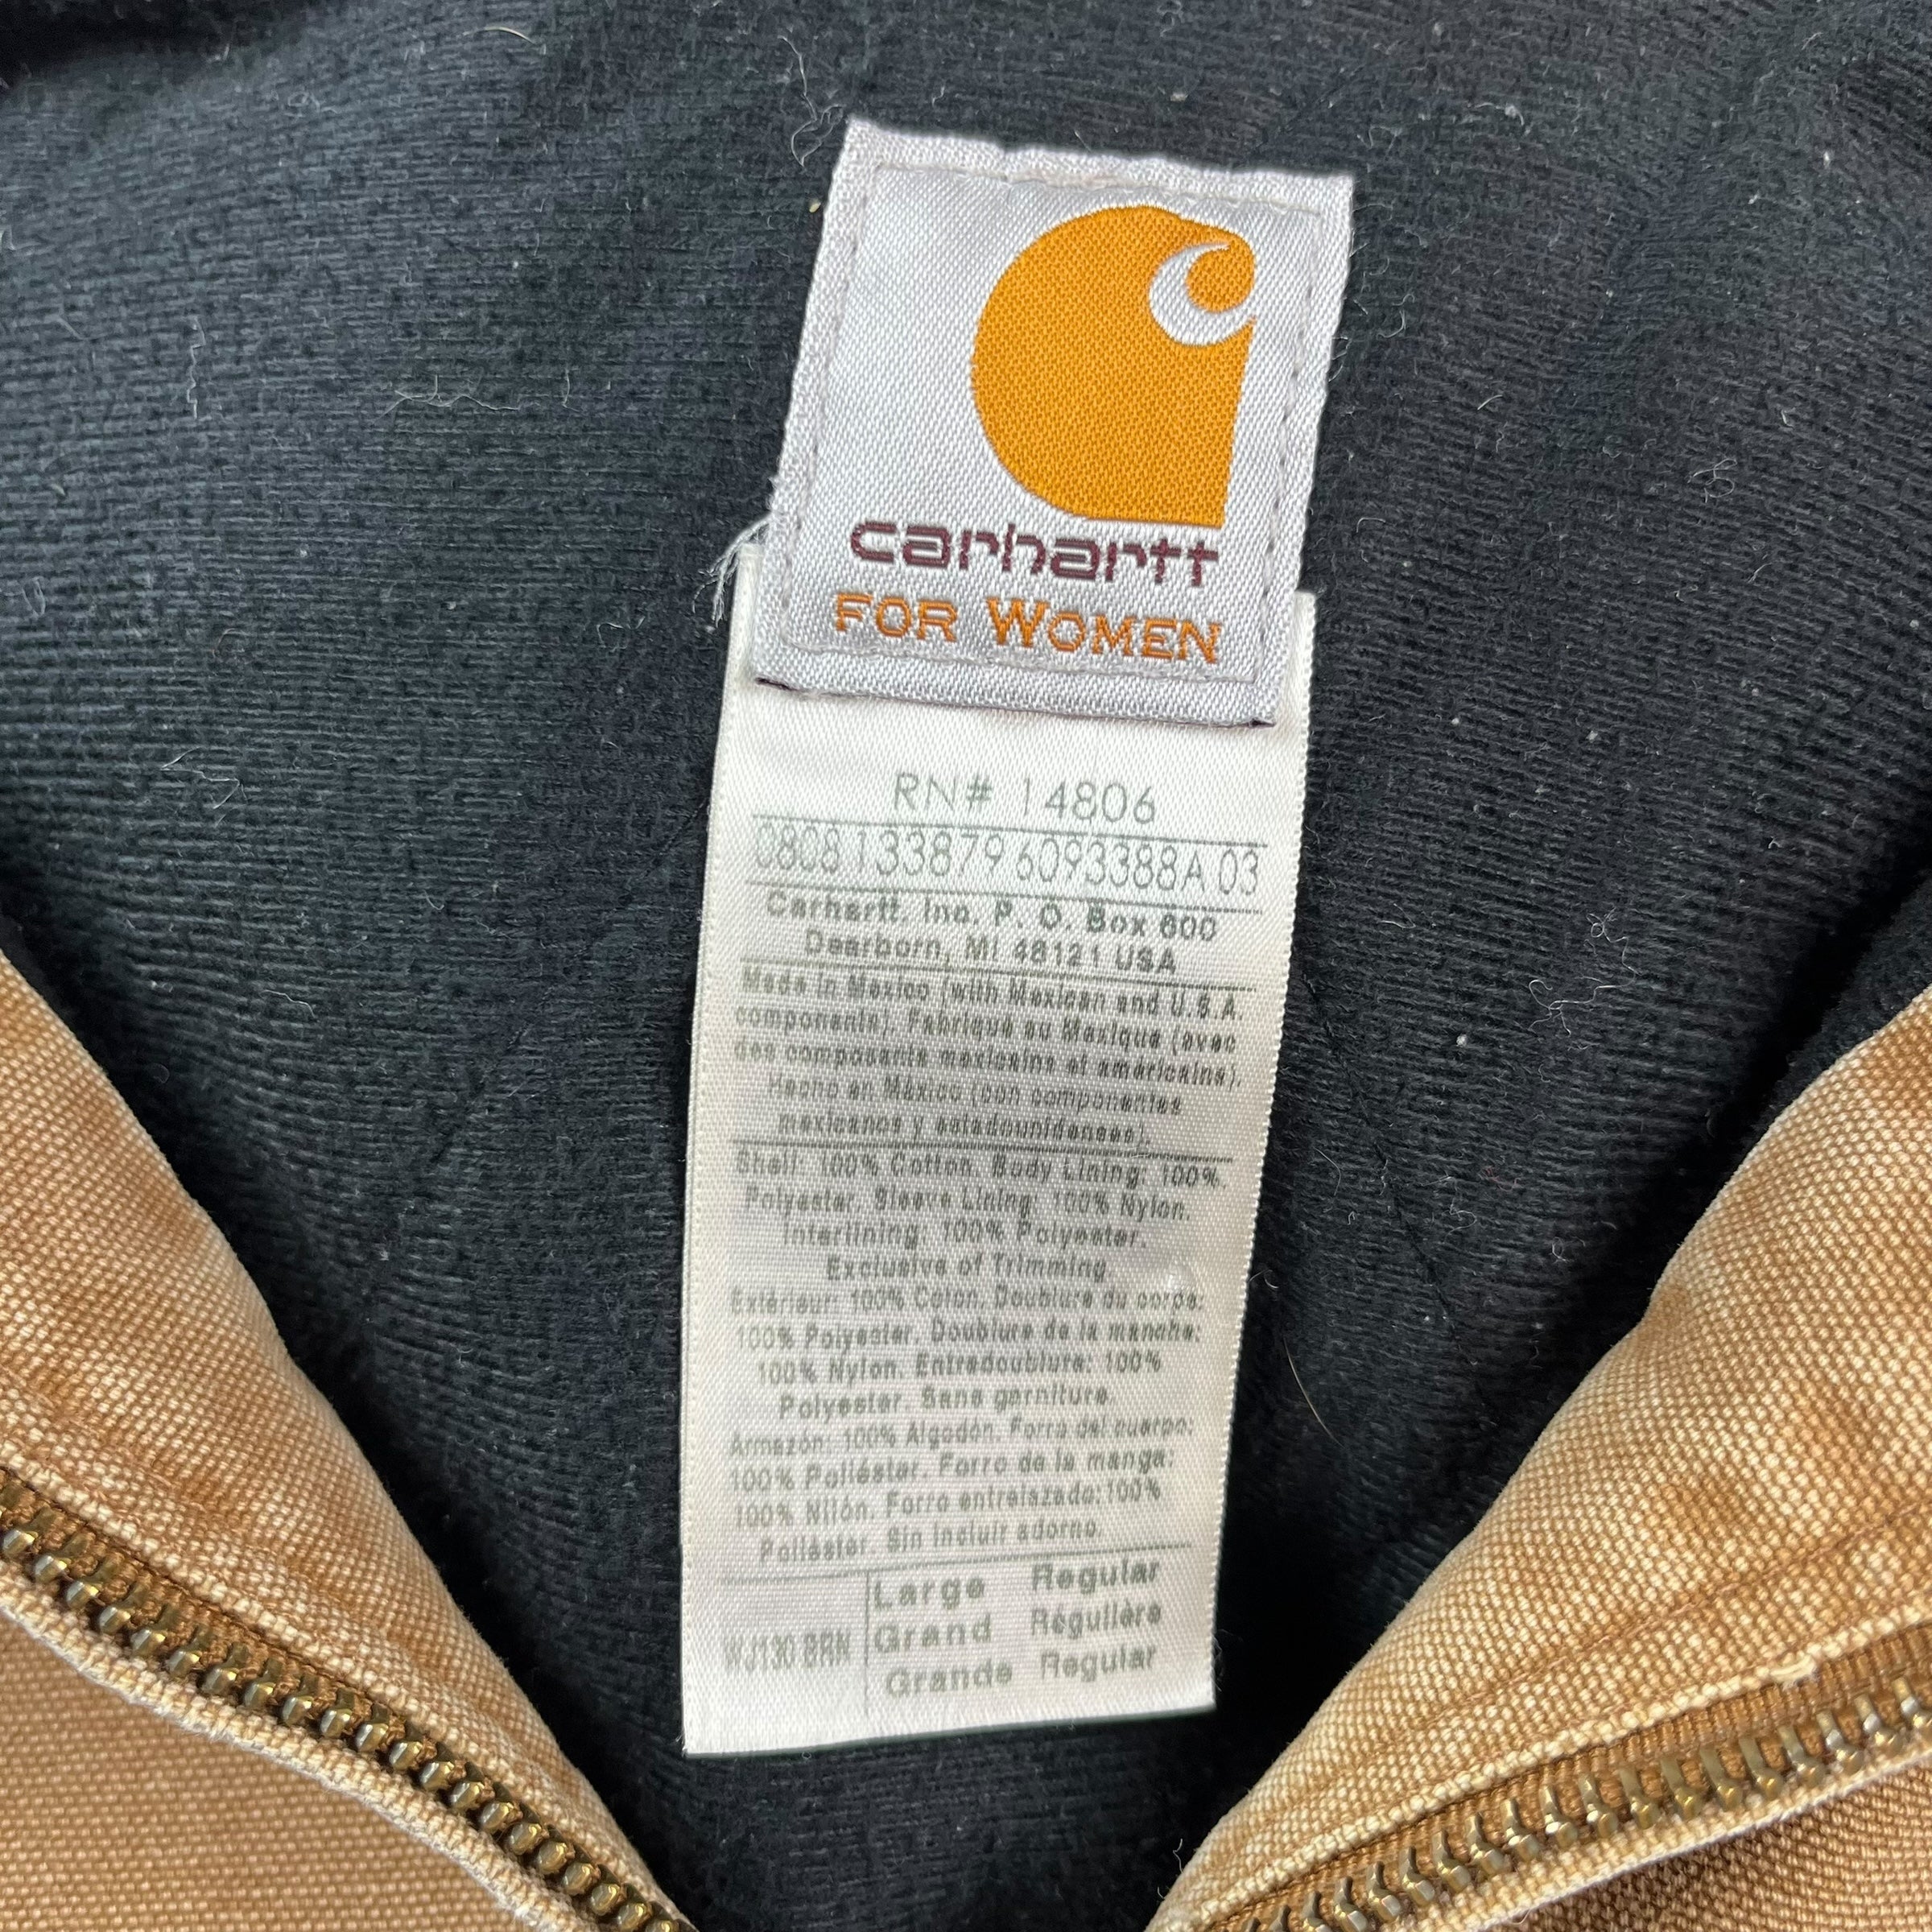 carhartt
FOR WOMEN
RN# 14806
0808133879 6093388A 03
Carhartt, Inc. P. O. Box 600
Dearborn, MI 48121 USA
Made in Mexico (with Mexican and U.S.A.
components). Fabriqué au Mexique (avec
des composants mexicains et américains).
Hecho en México (con componentes
mexicanos y estadounidenses).
Shell: 100% Cotton. Body Lining: 100%
Polyester. Sleeve Lining: 100% Nylon.
Interlining: 100% Polyester.
Exclusive of Trimming.
Extérieur: 100% Coton. Doublure du corps:
100% Polyester. Doublure de la manche:
100% Nylon. Entredoublure: 100%
Polyester. Sans garniture.
Armazón: 100% Algodón. Forro del cuerpo:
100% Poliéster. Forro de la manga:
100% Nilón. Forro entrelazado: 100%
Poliéster. Sin incluir adorno.
WJ130 BRN
Large Regular
Grand Régulière
Grande Regular